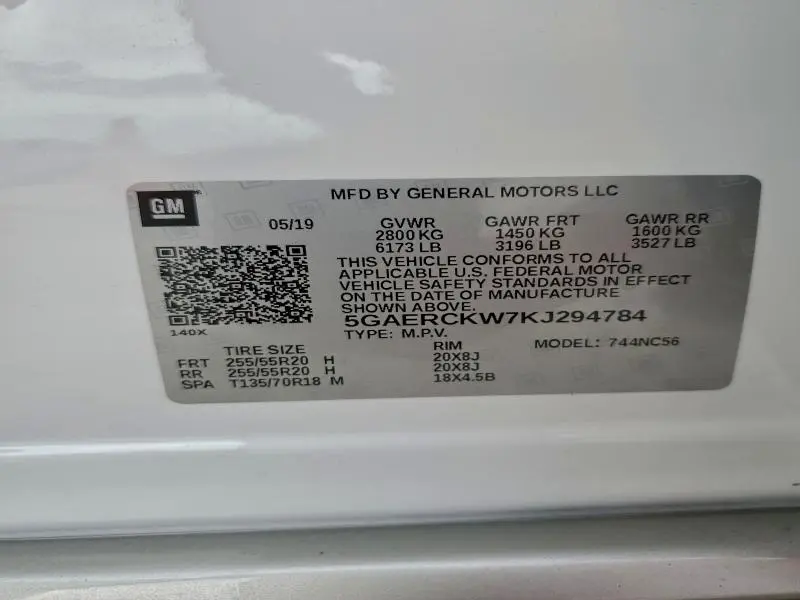 GM
MFD BY GENERAL MOTORS LLC
05/19 GVWR GAWR FRT GAWR RR
2800 KG 1450 KG 1600 KG
6173 LB 3196 LB 3527 LB
THIS VEHICLE CONFORMS TO ALL
APPLICABLE U.S. FEDERAL MOTOR
VEHICLE SAFETY STANDARDS IN EFFECT
ON THE DATE OF MANUFACTURE
SHOWN ABOVE.
5GAERCKW7KJ294784
140X
TYPE: M.P.V. MODEL: 744NC56
TIRE SIZE RIM
FRT 255/55R20 H 20X8J
RR 255/55R20 H 20X8J
SPA T135/70R18 M 18X4.5B